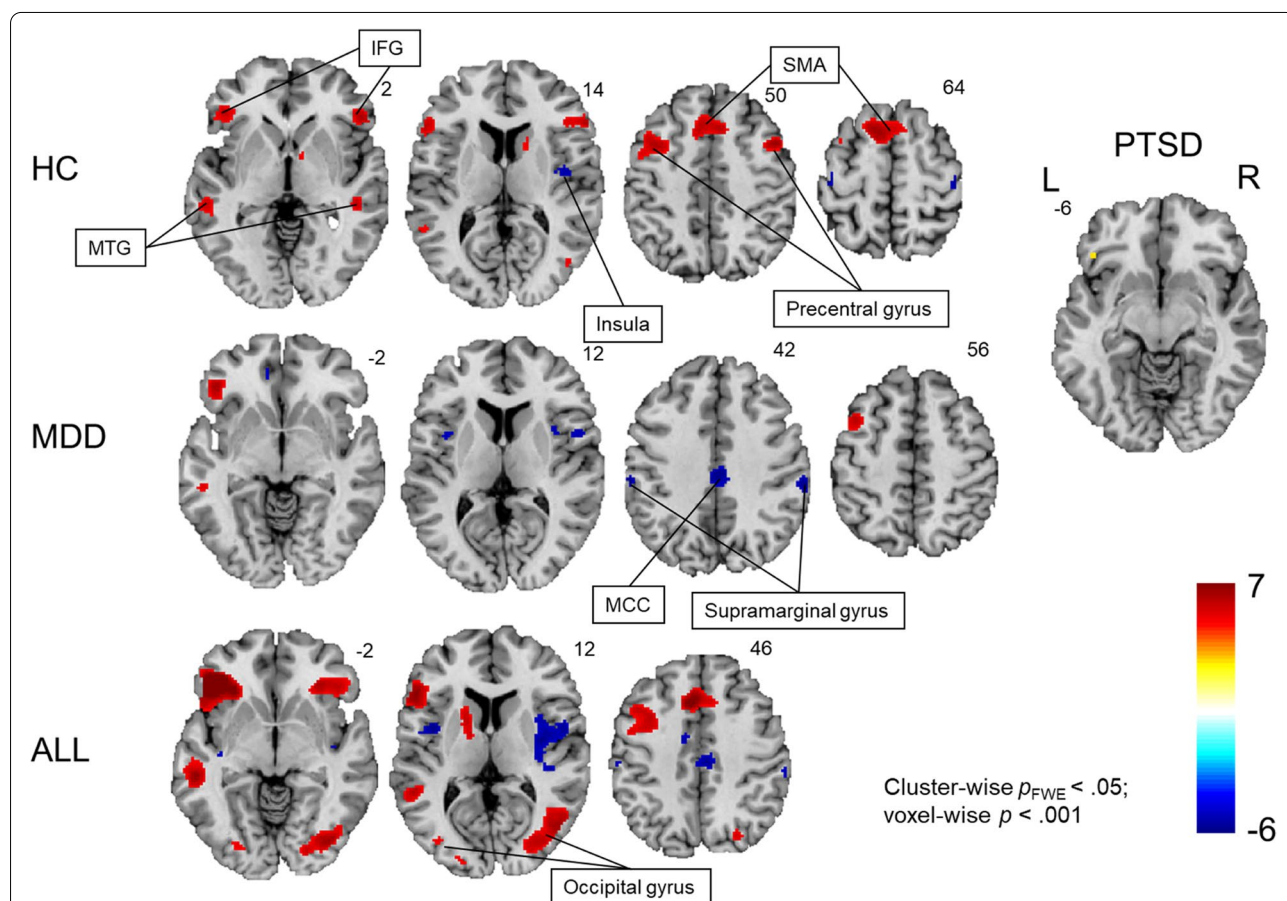 IFG
SMA
2
14
50
64
HC
PTSD
L
R
-6
MTG
Insula
Precentral gyrus
-2
12
42
56
MDD
MCC
Supramarginal gyrus
7
-2
12
46
ALL
Cluster-wise pFWE < .05;
voxel-wise p < .001
-6
Occipital gyrus